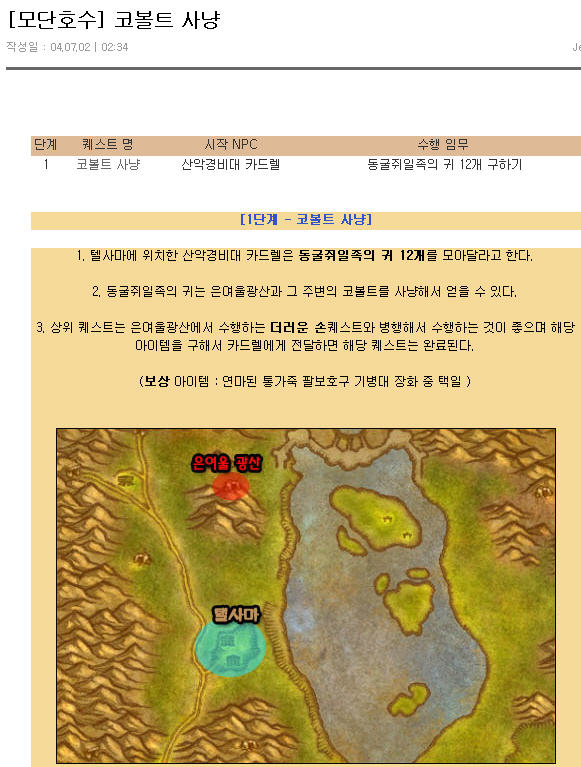 [모단호수] 코볼트 사냥
작성일 : 04.07.02 | 02:34
단계 퀘스트 명 시작 NPC 수행 임무
1 코볼트 사냥 산악경비대 카드렐 동굴쥐일족의 귀 12개 구하기
[1단계 - 코볼트 사냥]
1. 텔사마에 위치한 산악경비대 카드렐은 동굴쥐일족의 귀 12개를 모아달라고 한다.
2. 동굴쥐일족의 귀는 은여울광산과 그 주변의 코볼트를 사냥해서 얻을 수 있다.
3. 상위 퀘스트는 은여울광산에서 수행하는 더러운 손퀘스트와 병행해서 수행하는 것이 좋으며 해당
아이템을 구해서 카드렐에게 전달하면 해당 퀘스트는 완료된다.
(보상 아이템 : 연마된 통가죽 팔보호구 기병대 장화 중 택일 )
은여울 광산
텔사마